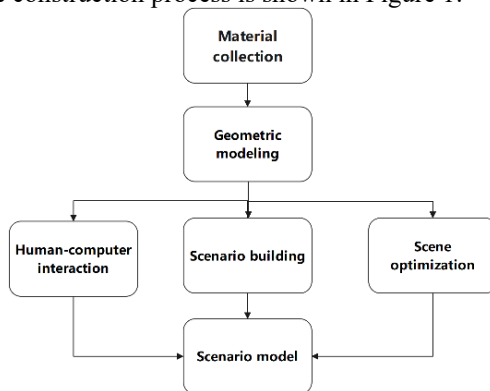 construction process is shown in Figure 1.
Material
collection
Geometric
modeling
Human-computer
interaction
Scenario building
Scene
optimization
Scenario model